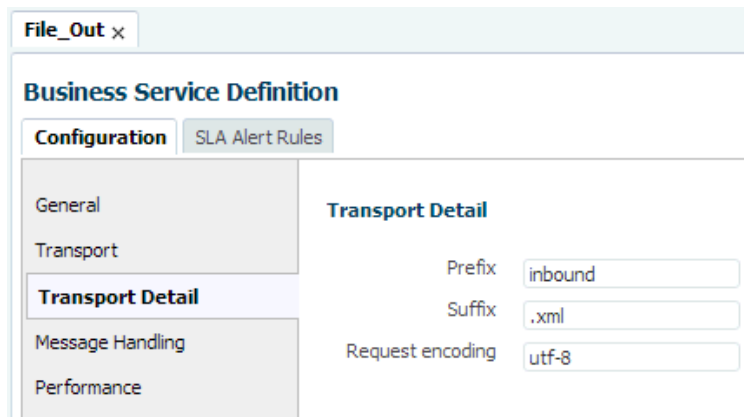 File_Out x
Business Service Definition
Configuration SLA Alert Rules
General
Transport
Transport Detail
Message Handling
Performance
Transport Detail
Prefix inbound
Suffix .xml
Request encoding utf-8